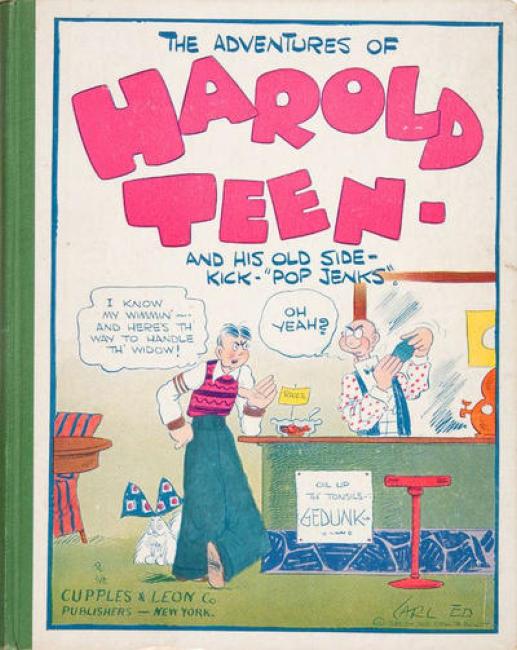 THE ADVENTURES OF
HAROLD
TEEN-
AND HIS OLD SIDE-
KICK-"POP JENKS".
I KNOW
MY WIMMIN'—
AND HERE'S TH'
WAY TO HANDLE
TH' WIDOW!
OH
YEAH?
OIL UP
TH' TONSILS-
GEDUNK-
CUPPLES & LEON Co
PUBLISHERS — NEW YORK.
CARL ED